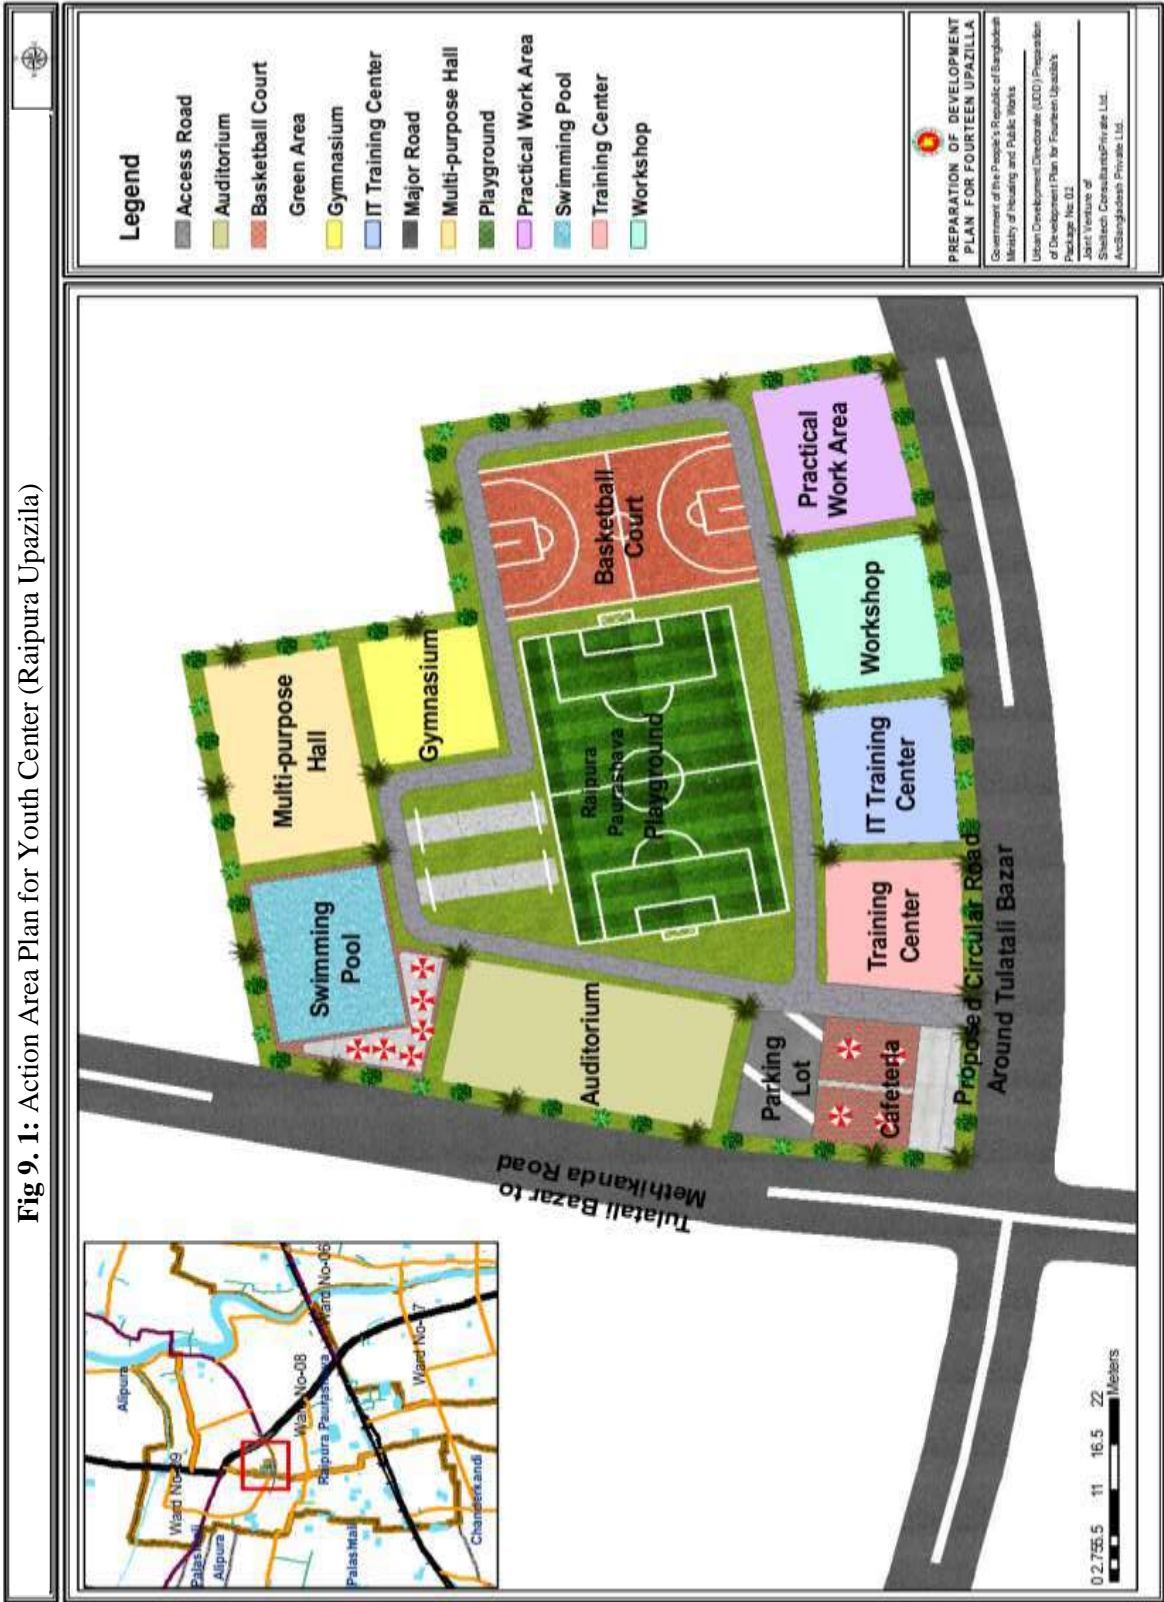 Fig 9. 1: Action Area Plan for Youth Center (Raipura Upazila)
Legend
Access Road
Auditorium
Basketball Court
Green Area
Gymnasium
IT Training Center
Major Road
Multi-purpose Hall
Playground
Practical Work Area
Swimming Pool
Training Center
Workshop
PREPARATION OF DEVELOPMENT
PLAN FOR FOURTEEN UPAZILLA
Government of the People's Republic of Bangladesh
Ministry of Housing and Public Works
Urban Development Directorate (UDD) Preparation
of Development Plan for Fourteen Upazila's
Package No: 02
Joint Venture of
Sheltech Consultants Private Ltd.
ArcBangladesh Private Ltd.
Multi-purpose
Hall
Gymnasium
Swimming
Pool
Basketball
Court
Raipura
Paurashava
Playground
Auditorium
Practical
Work Area
Workshop
IT Training
Center
Training
Center
Parking
Lot
Cafeteria
Proposed Circular Road
Around Tulatali Bazar
Tulatali Bazar to
Methikanda Road
Alipura
Ward No-09
Palashtali
Alipura
Ward No-08
Raipura Paurashava
Ward No-06
Ward No-07
Palashtali
Chanderkandi
0 2.755.5 11 16.5 22
Meters